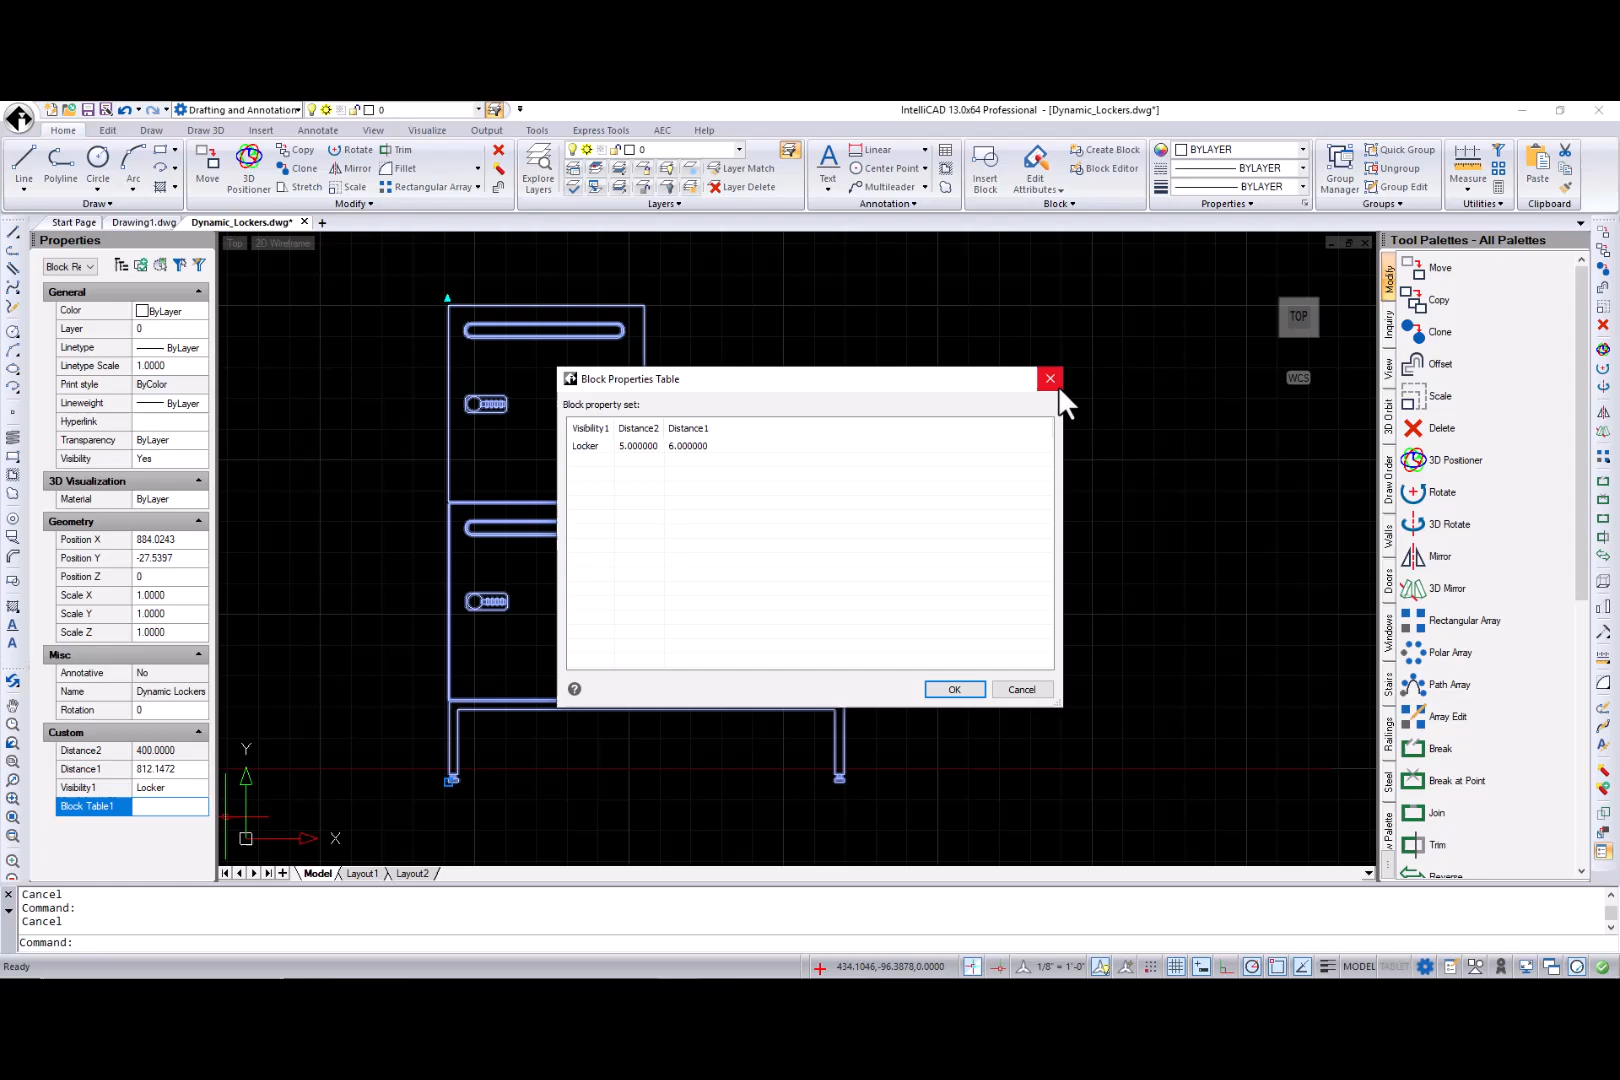 Drafting and Annotation
0
IntelliCAD 13.0x64 Professional - [Dynamic_Lockers.dwg*]
Home Edit Draw Draw 3D Insert Annotate View Visualize Output Tools Express Tools AEC Help
Line Polyline Circle Arc
Draw
Move 3D Positioner
Copy Rotate Trim
Clone Mirror Fillet
Stretch Scale Rectangular Array
Modify
Explore Layers
0
Layer Match
Layer Delete
Layers
Text
Linear
Center Point
Multileader
Annotation
Insert Block
Edit Attributes
Create Block
Block Editor
Block
BYLAYER
BYLAYER
BYLAYER
Properties
Group Manager
Quick Group
Ungroup
Group Edit
Groups
Measure
Utilities
Paste
Clipboard
Start Page Drawing1.dwg Dynamic_Lockers.dwg*
Properties
Block Re
General
Color ByLayer
Layer 0
Linetype ByLayer
Linetype Scale 1.0000
Print style ByColor
Lineweight ByLayer
Hyperlink
Transparency ByLayer
Visibility Yes
3D Visualization
Material ByLayer
Geometry
Position X 884.0243
Position Y -27.5397
Position Z 0
Scale X 1.0000
Scale Y 1.0000
Scale Z 1.0000
Misc
Annotative No
Name Dynamic Lockers
Rotation 0
Custom
Distance2 400.0000
Distance1 812.1472
Visibility1 Locker
Block Table1
Top 2D Wireframe
TOP
WCS
Block Properties Table
Block property set:
Visibility1 Distance2 Distance1
Locker 5.000000 6.000000
OK Cancel
Y
X
Model Layout1 Layout2
Tool Palettes - All Palettes
Modify
Inquiry
View
3D Orbit
Draw Order
Walls
Doors
Windows
Stairs
Railings
Steel
w Palette
Move
Copy
Clone
Offset
Scale
Delete
3D Positioner
Rotate
3D Rotate
Mirror
3D Mirror
Rectangular Array
Polar Array
Path Array
Array Edit
Break
Break at Point
Join
Trim
Reverse
Cancel
Command:
Cancel
Command:
Ready
434.1046,-96.3878,0.0000
1/8" = 1'-0"
MODEL TABLET